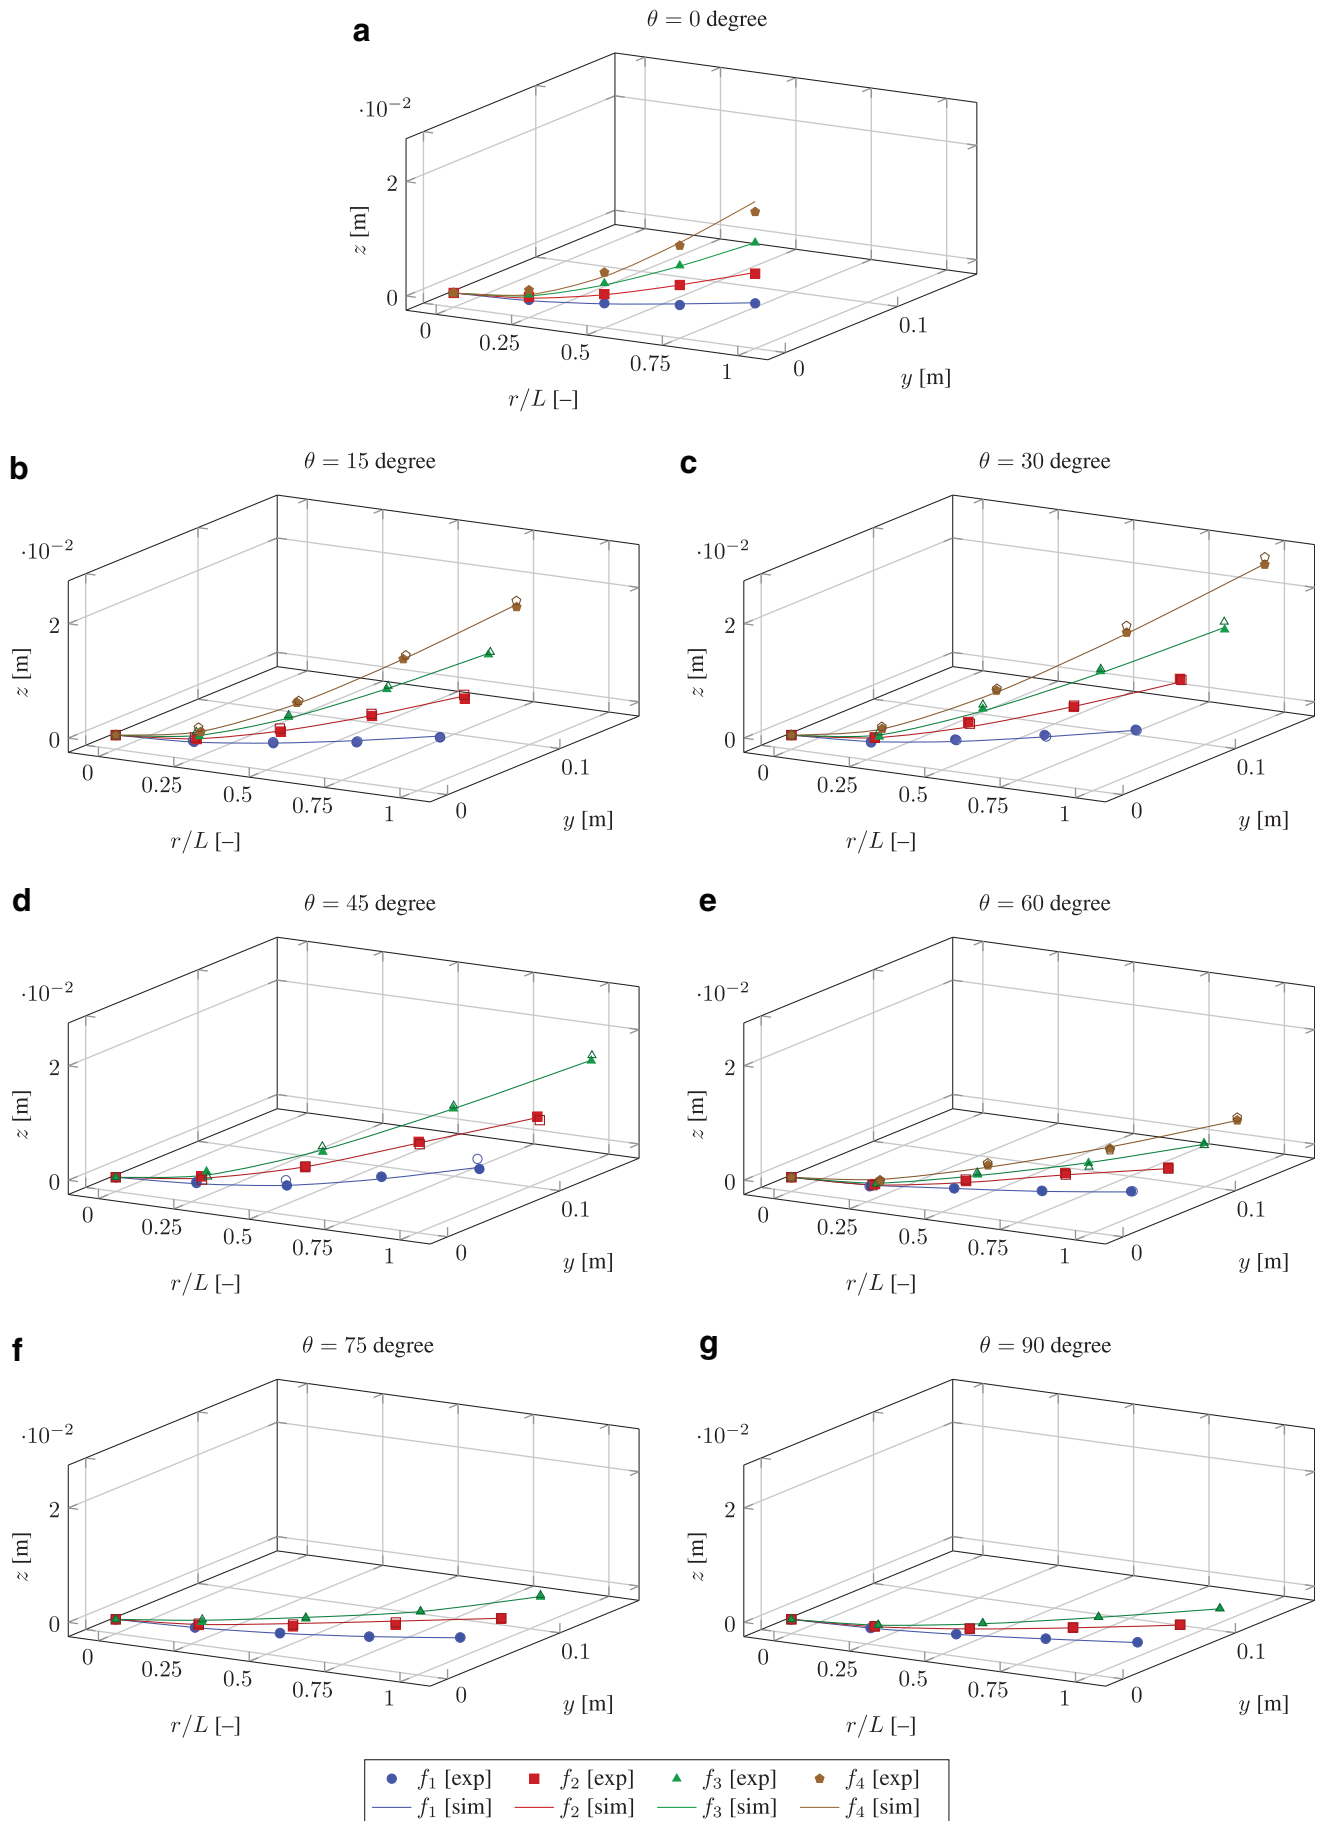 a
θ = 0 degree
·10⁻²
2
0
z [m]
0
0.25
0.5
0.75
1
r/L [–]
0
0.1
y [m]
b
θ = 15 degree
·10⁻²
2
0
z [m]
0
0.25
0.5
0.75
1
r/L [–]
0
0.1
y [m]
c
θ = 30 degree
·10⁻²
2
0
z [m]
0
0.25
0.5
0.75
1
r/L [–]
0
0.1
y [m]
d
θ = 45 degree
·10⁻²
2
0
z [m]
0
0.25
0.5
0.75
1
r/L [–]
0
0.1
y [m]
e
θ = 60 degree
·10⁻²
2
0
z [m]
0
0.25
0.5
0.75
1
r/L [–]
0
0.1
y [m]
f
θ = 75 degree
·10⁻²
2
0
z [m]
0
0.25
0.5
0.75
1
r/L [–]
0
0.1
y [m]
g
θ = 90 degree
·10⁻²
2
0
z [m]
0
0.25
0.5
0.75
1
r/L [–]
0
0.1
y [m]
f₁ [exp] f₂ [exp] f₃ [exp] f₄ [exp]
f₁ [sim] f₂ [sim] f₃ [sim] f₄ [sim]